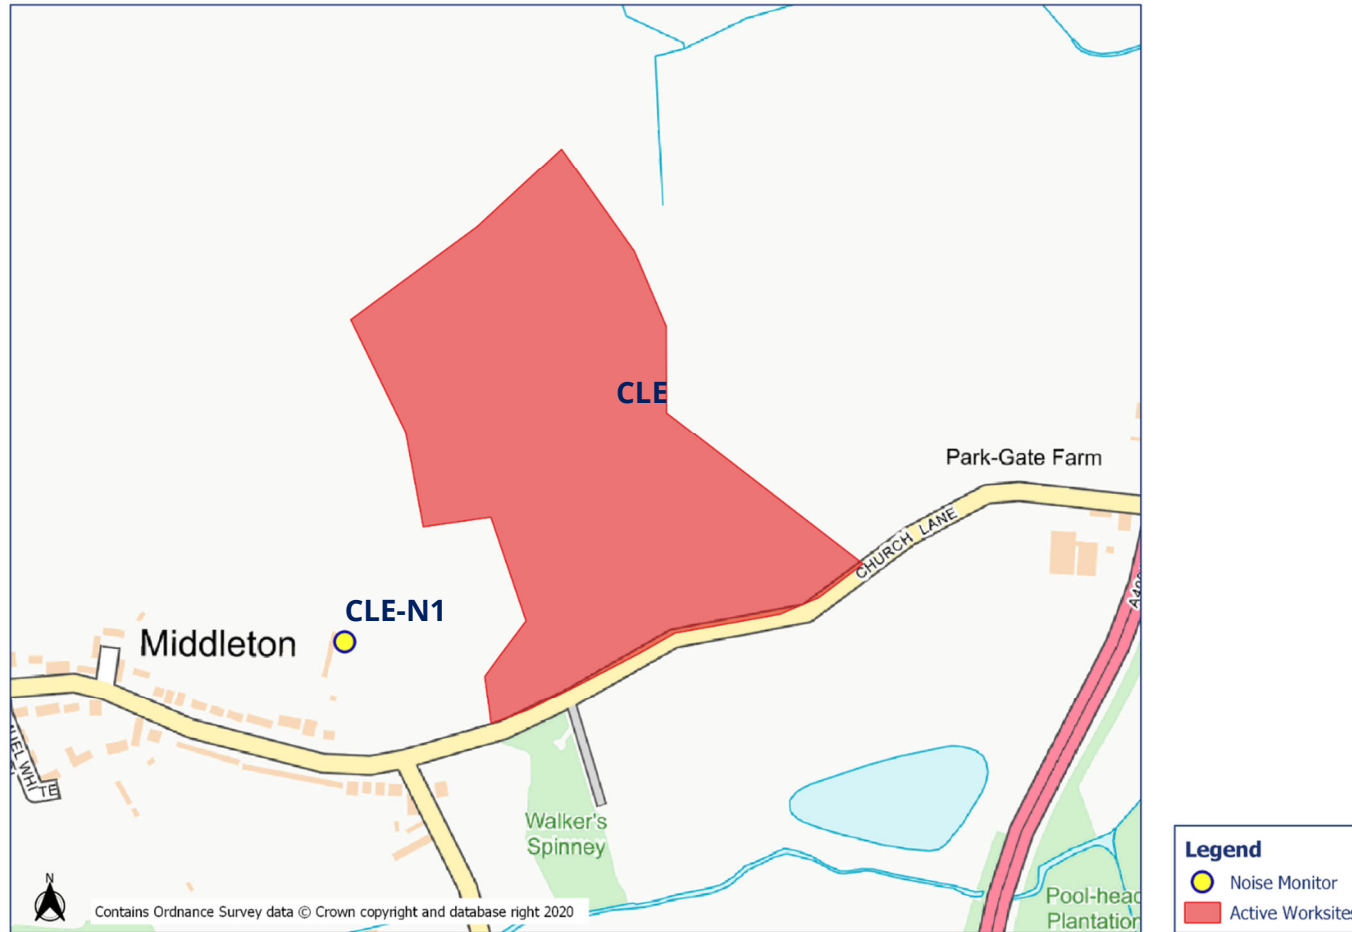 CLE
Park-Gate Farm
CHURCH LANE
CLE-N1
Middleton
Walker's
Spinney
Pool-head
Plantation
N
Contains Ordnance Survey data © Crown copyright and database right 2020
Legend
Noise Monitor
Active Worksites